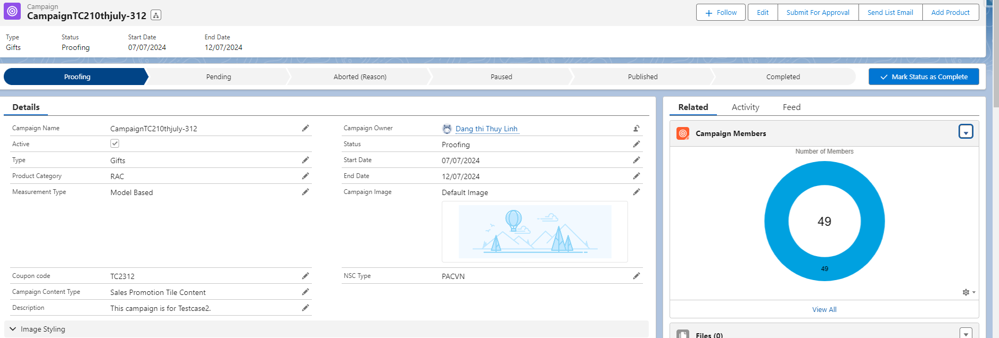 Campaign
CampaignTC210thjuly-312
Follow
Edit
Submit For Approval
Send List Email
Add Product
Type
Status
Start Date
End Date
Gifts
Proofing
07/07/2024
12/07/2024
Proofing
Pending
Aborted (Reason)
Paused
Published
Completed
Mark Status as Complete
Details
Campaign Name
CampaignTC210thjuly-312
Campaign Owner
Dang thi Thuy Linh
Active
Status
Proofing
Type
Gifts
Start Date
07/07/2024
Product Category
RAC
End Date
12/07/2024
Measurement Type
Model Based
Campaign Image
Default Image
Coupon code
TC2312
NSC Type
PACVN
Campaign Content Type
Sales Promotion Tile Content
Description
This campaign is for Testcase2.
Image Styling
Related
Activity
Feed
Campaign Members
Number of Members
49
49
View All
Files (0)